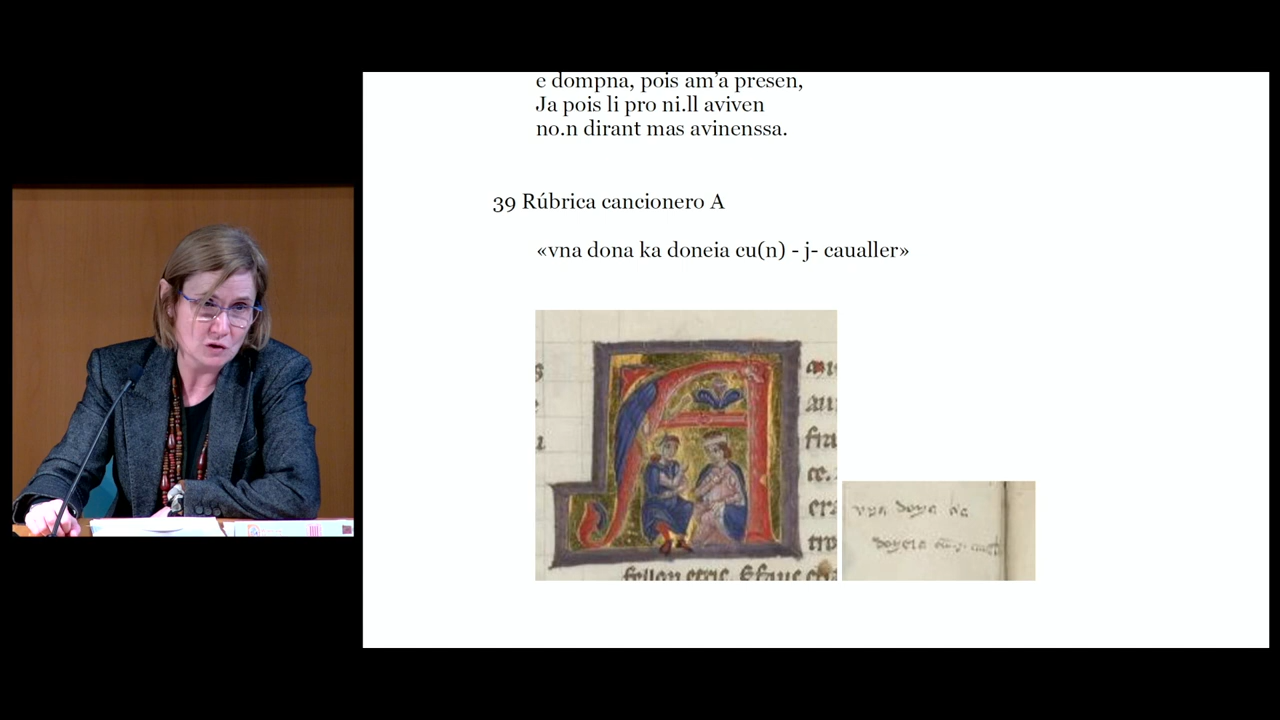 e dompna, pois am’a presen,
Ja pois li pro ni.ll aviven
no.n dirant mas avinenssa.
39 Rúbrica cancionero A
«vna dona ka doneia cu(n) - j- caualler»